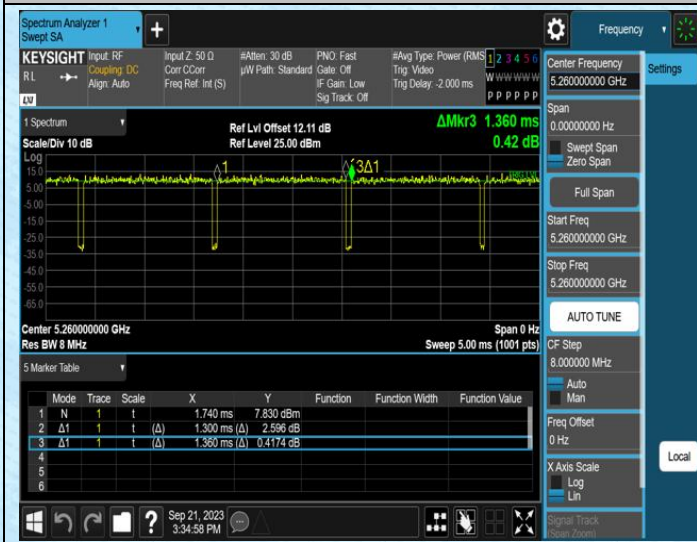 Spectrum Analyzer 1
Swept SA
+
Frequency
KEYSIGHT Input: RF
Coupling: DC
Align: Auto
RL
LXI
Input Z: 50 Ω
Corr CCorr
Freq Ref: Int (S)
#Atten: 30 dB
µW Path: Standard
PNO: Fast
Gate: Off
IF Gain: Low
Sig Track: Off
#Avg Type: Power (RMS
Trig: Video
Trig Delay: -2.000 ms
1 2 3 4 5 6
W W W W W W
P P P P P P
1 Spectrum
Scale/Div 10 dB
Log
Ref Lvl Offset 12.11 dB
Ref Level 25.00 dBm
ΔMkr3 1.360 ms
0.42 dB
15.0
5.00
-5.00
-15.0
-25.0
-35.0
-45.0
-55.0
-65.0
1
3Δ1
TRIG LVL
Center 5.260000000 GHz
Res BW 8 MHz
Span 0 Hz
Sweep 5.00 ms (1001 pts)
5 Marker Table
Mode Trace Scale X Y Function Function Width Function Value
1 N 1 t 1.740 ms 7.830 dBm
2 Δ1 1 t (Δ) 1.300 ms (Δ) 2.596 dB
3 Δ1 1 t (Δ) 1.360 ms (Δ) 0.4174 dB
4
5
6
?
Sep 21, 2023
3:34:58 PM
Center Frequency
5.260000000 GHz
Span
0.00000000 Hz
Swept Span
Zero Span
Full Span
Start Freq
5.260000000 GHz
Stop Freq
5.260000000 GHz
AUTO TUNE
CF Step
8.000000 MHz
Auto
Man
Freq Offset
0 Hz
X Axis Scale
Log
Lin
Signal Track
(Span Zoom)
Settings
Local